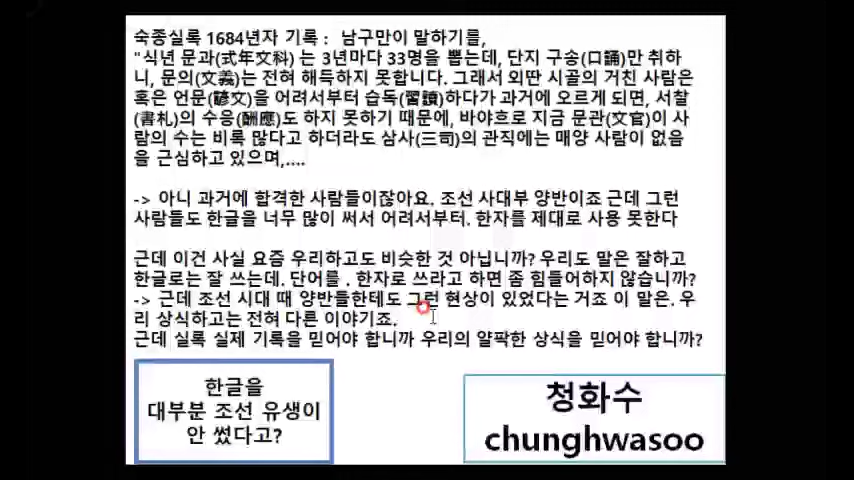 숙종실록 1684년자 기록 : 남구만이 말하기를,
"식년 문과(式年文科) 는 3년마다 33명을 뽑는데, 단지 구송(口誦)만 취하
니, 문의(文義)는 전혀 해득하지 못합니다. 그래서 외딴 시골의 거친 사람은
혹은 언문(諺文)을 어려서부터 습독(習讀)하다가 과거에 오르게 되면, 서찰
(書札)의 수응(酬應)도 하지 못하기 때문에, 바야흐로 지금 문관(文官)이 사
람의 수는 비록 많다고 하더라도 삼사(三司)의 관직에는 매양 사람이 없음
을 근심하고 있으며,....
-> 아니 과거에 합격한 사람들이잖아요. 조선 사대부 양반이죠 근데 그런
사람들도 한글을 너무 많이 써서 어려서부터. 한자를 제대로 사용 못한다
근데 이건 사실 요즘 우리하고도 비슷한 것 아닙니까? 우리도 말은 잘하고
한글로는 잘 쓰는데. 단어를 . 한자로 쓰라고 하면 좀 힘들어하지 않습니까?
-> 근데 조선 시대 때 양반들한테도 그런 현상이 있었다는 거죠 이 말은. 우
리 상식하고는 전혀 다른 이야기죠.
근데 실록 실제 기록을 믿어야 합니까 우리의 얄팍한 상식을 믿어야 합니까?
한글을
대부분 조선 유생이
안 썼다고?
청화수
chunghwasoo